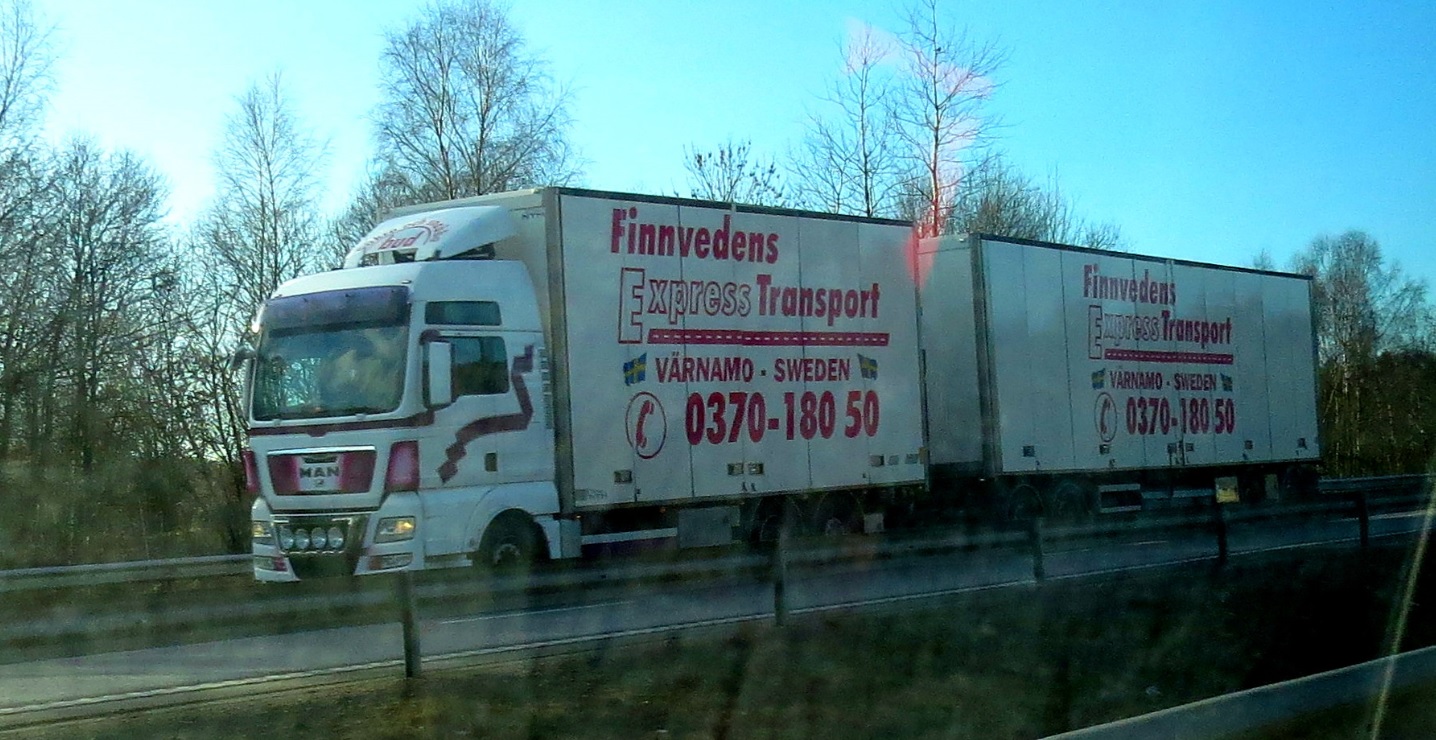 bud
MAN
Finnvedens
Express Transport
VÄRNAMO - SWEDEN
0370-180 50
Finnvedens
Express Transport
VÄRNAMO - SWEDEN
0370-180 50